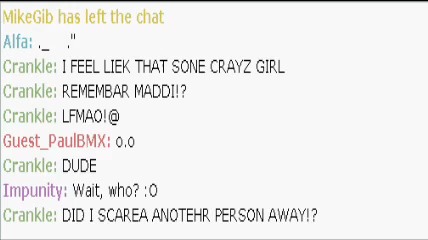 MikeGib has left the chat
Alfa: ._  ."
Crankle: I FEEL LIEK THAT SONE CRAYZ GIRL
Crankle: REMEMBAR MADDI!?
Crankle: LFMAO!@
Guest_PaulBMX: o.o
Crankle: DUDE
Impunity: Wait, who? :O
Crankle: DID I SCAREA ANOTEHR PERSON AWAY!?